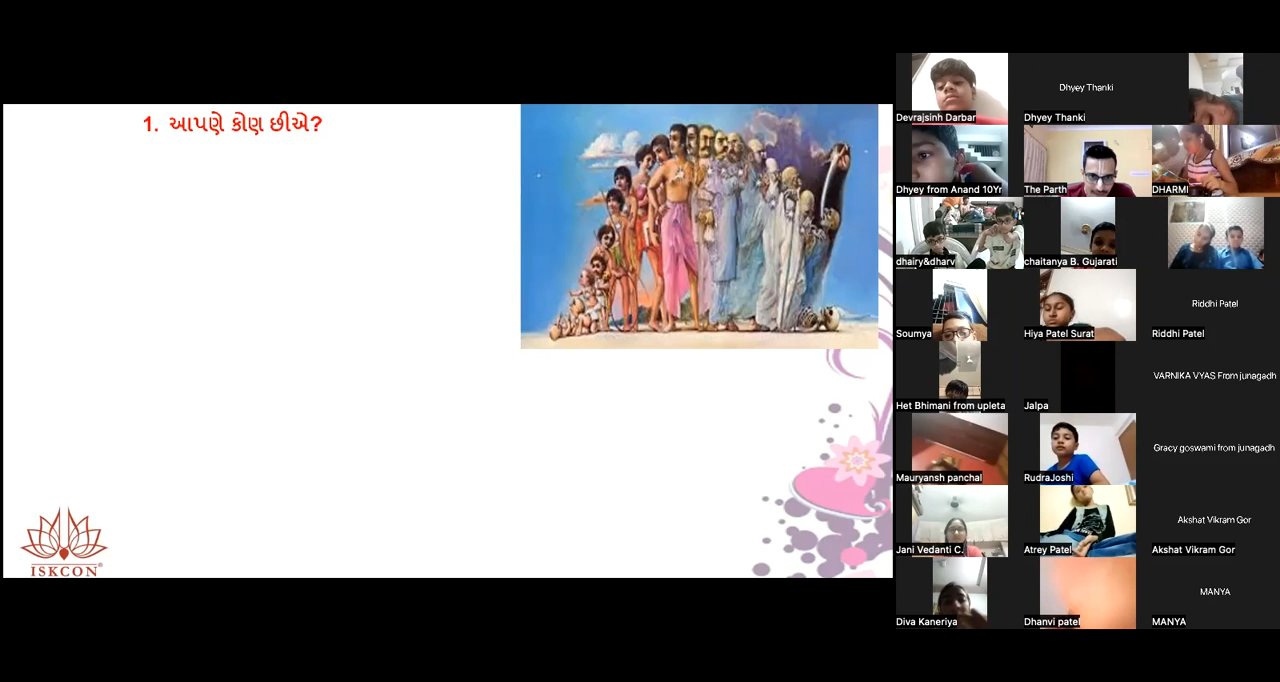 1. આપણે કોણ છીએ?
ISKCON®
Devrajsinh Darbar
Dhyey Thanki
Dhyey Thanki
Dhyey from Anand 10Yr
The Parth
DHARMI
dhairy&dharv
chaitanya B. Gujarati
Soumya
Hiya Patel Surat
Riddhi Patel
Riddhi Patel
Het Bhimani from upleta
Jalpa
VARNIKA VYAS From junagadh
Mauryansh panchal
RudraJoshi
Gracy goswami from junagadh
Jani Vedanti C.
Atrey Patel
Akshat Vikram Gor
Akshat Vikram Gor
Diva Kaneriya
Dhanvi patel
MANYA
MANYA